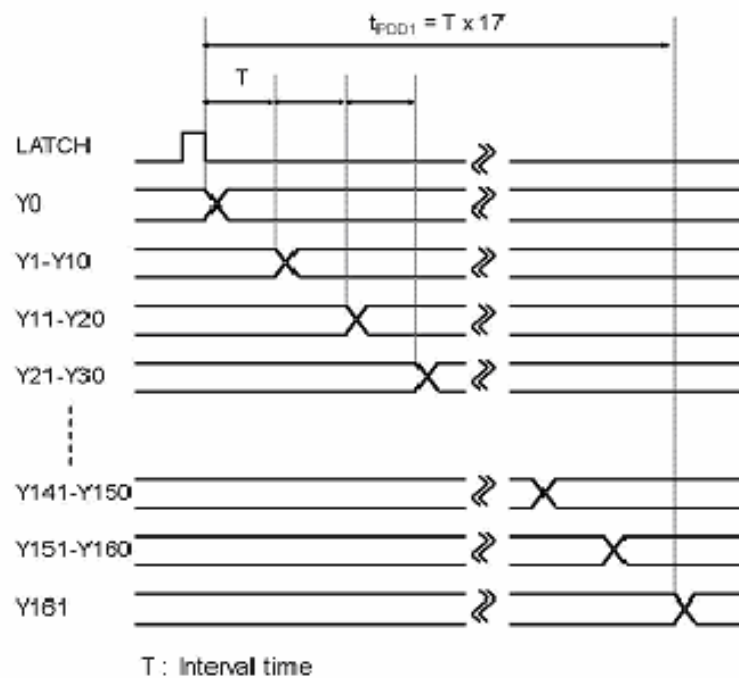 tPDD1 = T x 17
T
LATCH
Y0
Y1-Y10
Y11-Y20
Y21-Y30
Y141-Y150
Y151-Y160
Y161
T : Interval time